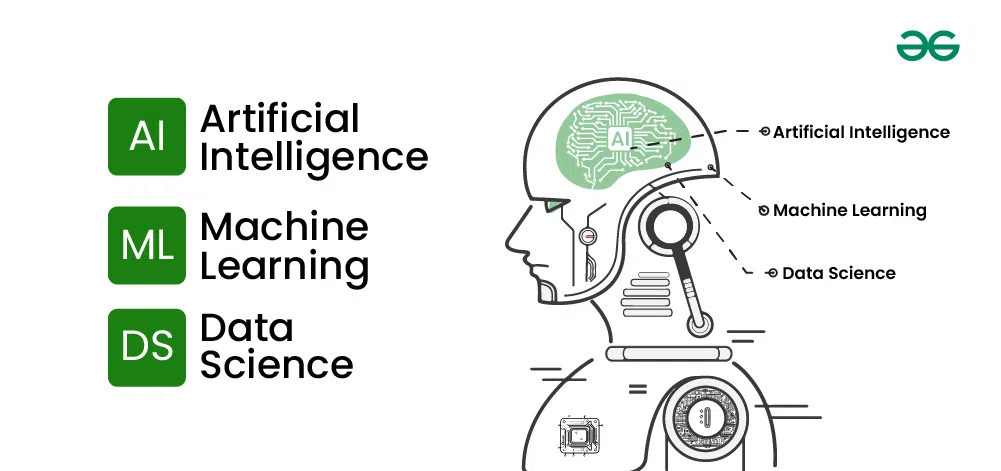 AI
Artificial
Intelligence
ML
Machine
Learning
DS
Data
Science
AI
Artificial Intelligence
Machine Learning
Data Science